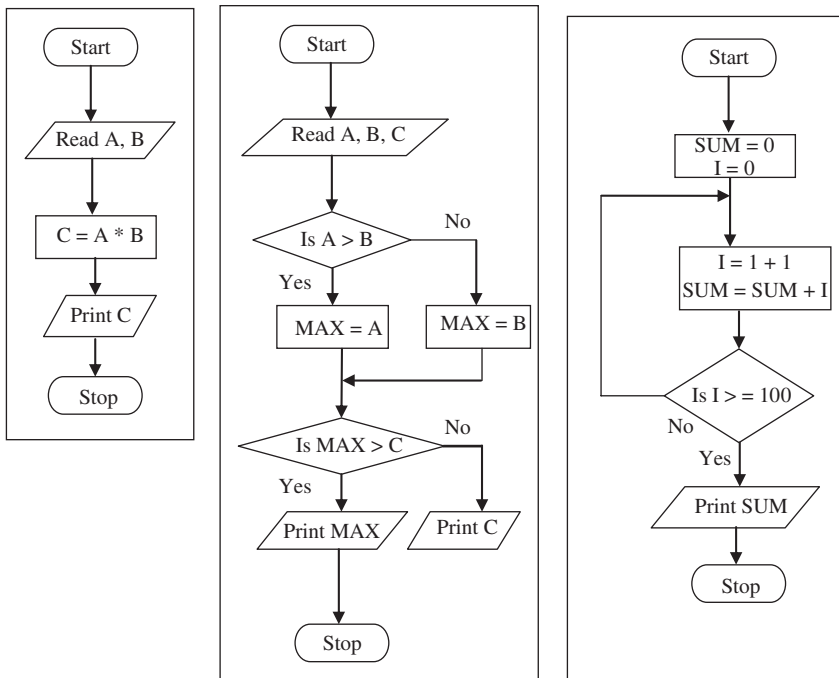 Start
Read A, B
C = A * B
Print C
Stop
Start
Read A, B, C
Is A > B
No
Yes
MAX = A
MAX = B
Is MAX > C
No
Yes
Print MAX
Print C
Stop
Start
SUM = 0
I = 0
I = 1 + 1
SUM = SUM + I
Is I > = 100
No
Yes
Print SUM
Stop